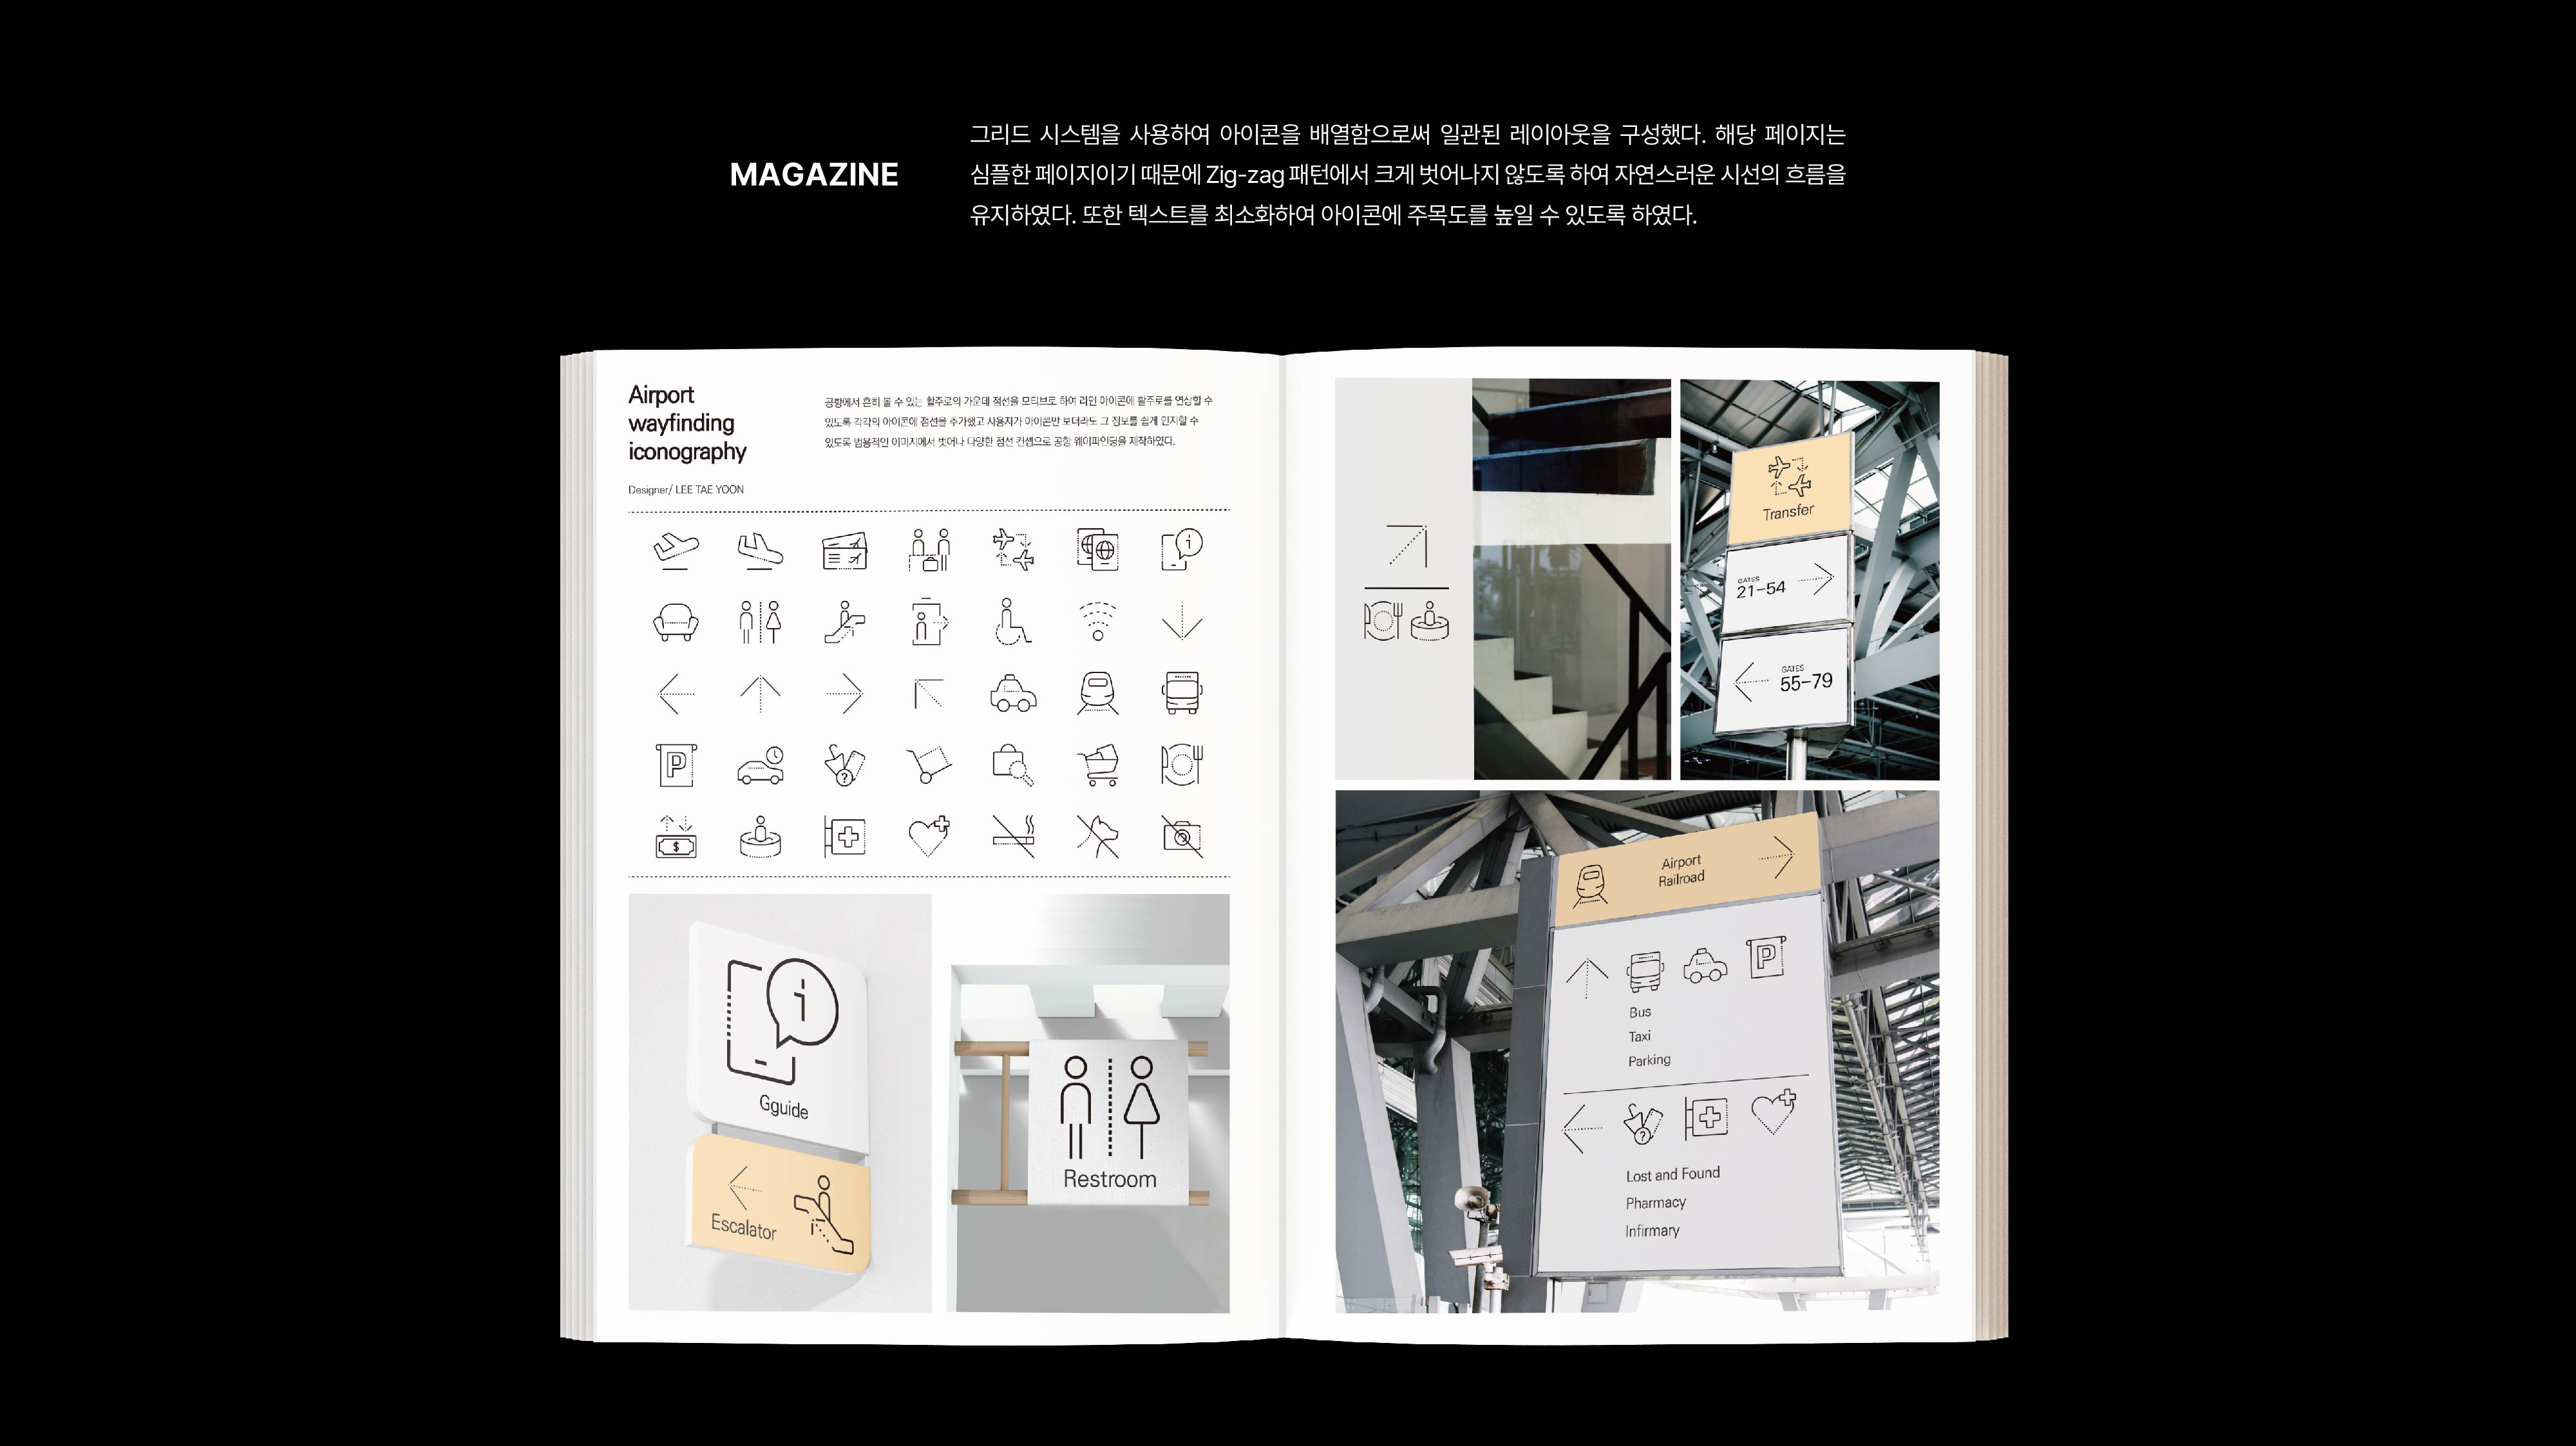 MAGAZINE
그리드 시스템을 사용하여 아이콘을 배열함으로써 일관된 레이아웃을 구성했다. 해당 페이지는
심플한 페이지이기 때문에 Zig-zag 패턴에서 크게 벗어나지 않도록 하여 자연스러운 시선의 흐름을
유지하였다. 또한 텍스트를 최소화하여 아이콘에 주목도를 높일 수 있도록 하였다.
Airport
wayfinding
iconography
Designer/ LEE TAE YOON
공항에서 흔히 볼 수 있는 활주로의 가운데 점선을 모티브로 하여 라인 아이콘에 활주로를 연상할 수
있도록 각각의 아이콘에 점선을 추가했고 사용자가 아이콘만 보더라도 그 정보를 쉽게 인지할 수
있도록 범용적인 이미지에서 벗어나 다양한 점선 컨셉으로 공항 웨이파인딩을 제작하였다.
i
P
?
$
i
Gguide
Escalator
Restroom
Transfer
GATES
21-54
GATES
55-79
Airport
Railroad
P
Bus
Taxi
Parking
?
Lost and Found
Pharmacy
Infirmary